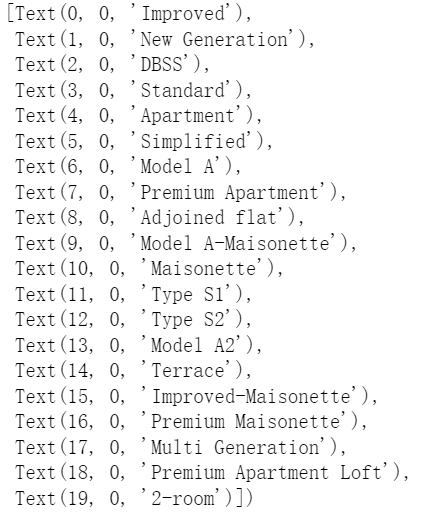 [Text(0, 0, 'Improved'),
Text(1, 0, 'New Generation'),
Text(2, 0, 'DBSS'),
Text(3, 0, 'Standard'),
Text(4, 0, 'Apartment'),
Text(5, 0, 'Simplified'),
Text(6, 0, 'Model A'),
Text(7, 0, 'Premium Apartment'),
Text(8, 0, 'Adjoined flat'),
Text(9, 0, 'Model A-Maisonette'),
Text(10, 0, 'Maisonette'),
Text(11, 0, 'Type S1'),
Text(12, 0, 'Type S2'),
Text(13, 0, 'Model A2'),
Text(14, 0, 'Terrace'),
Text(15, 0, 'Improved-Maisonette'),
Text(16, 0, 'Premium Maisonette'),
Text(17, 0, 'Multi Generation'),
Text(18, 0, 'Premium Apartment Loft'),
Text(19, 0, '2-room')])